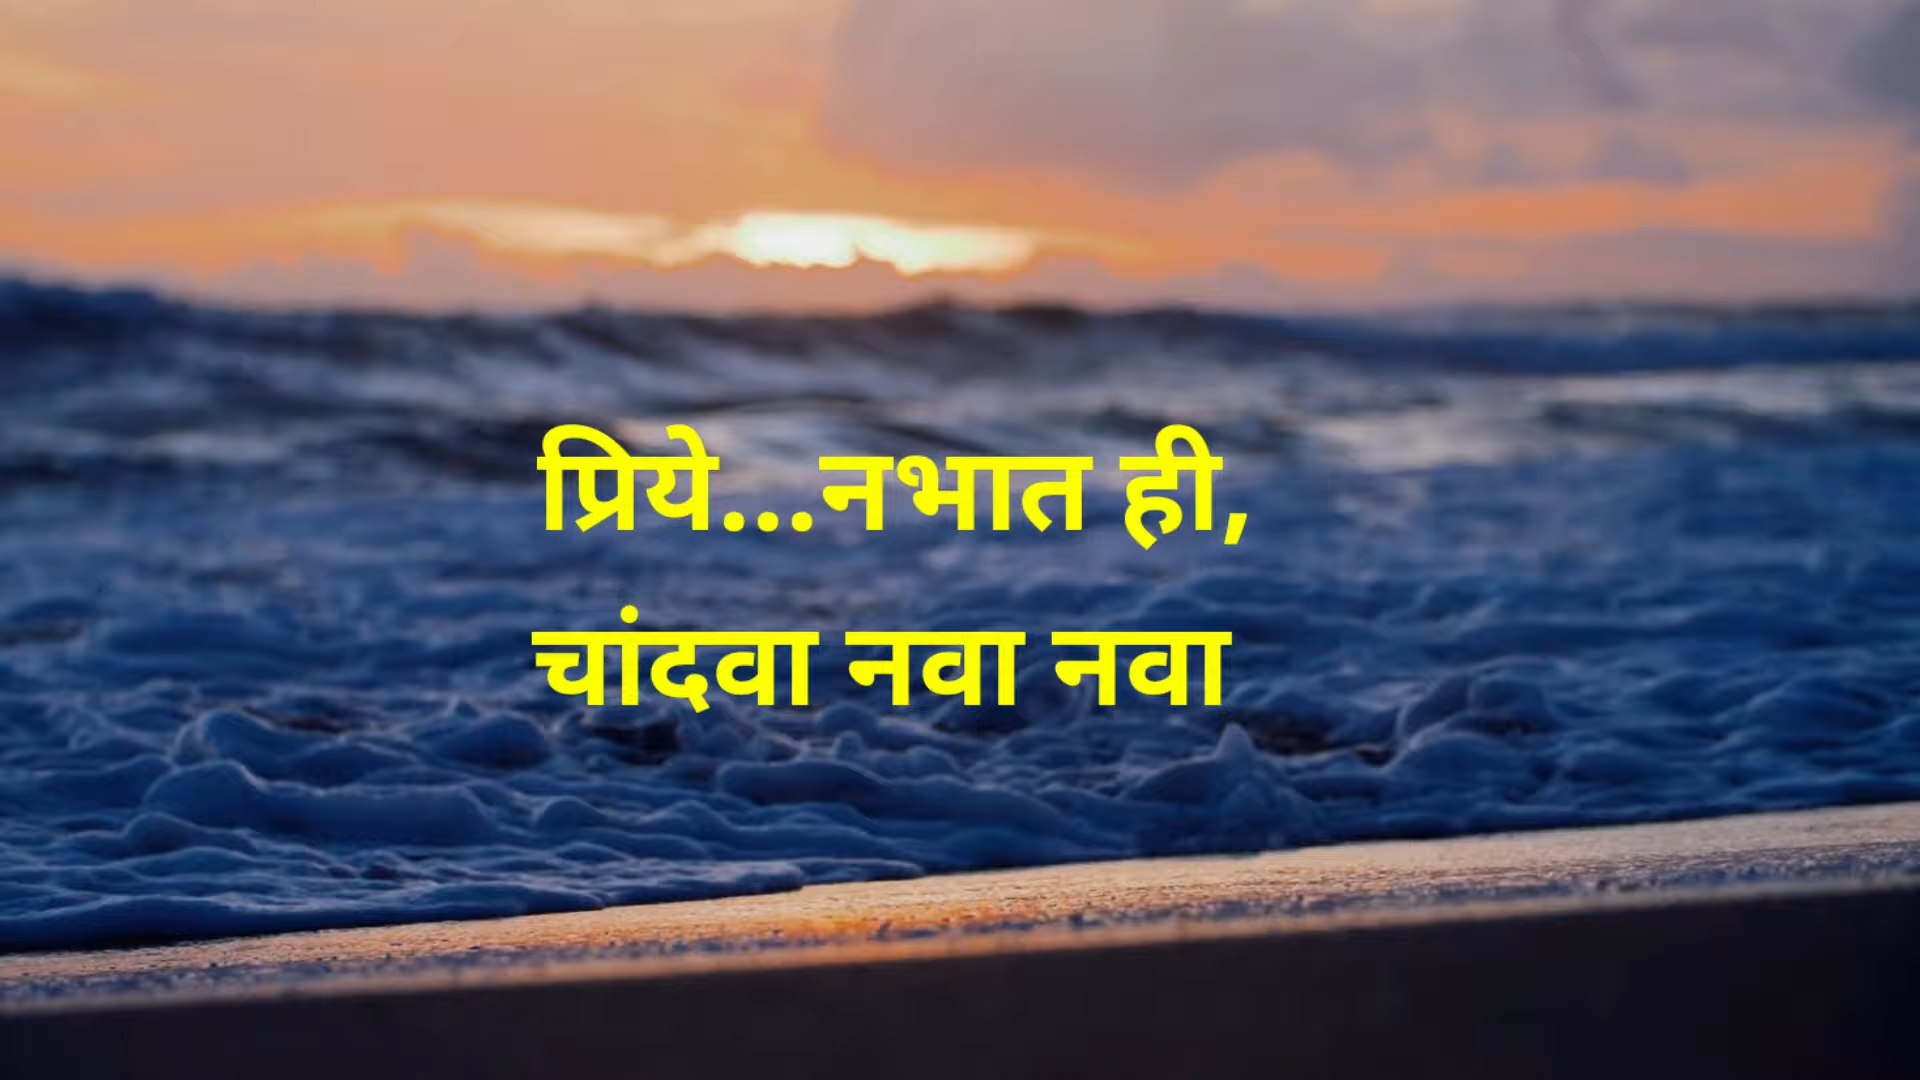 प्रिये...नभात ही,
चांदवा नवा नवा